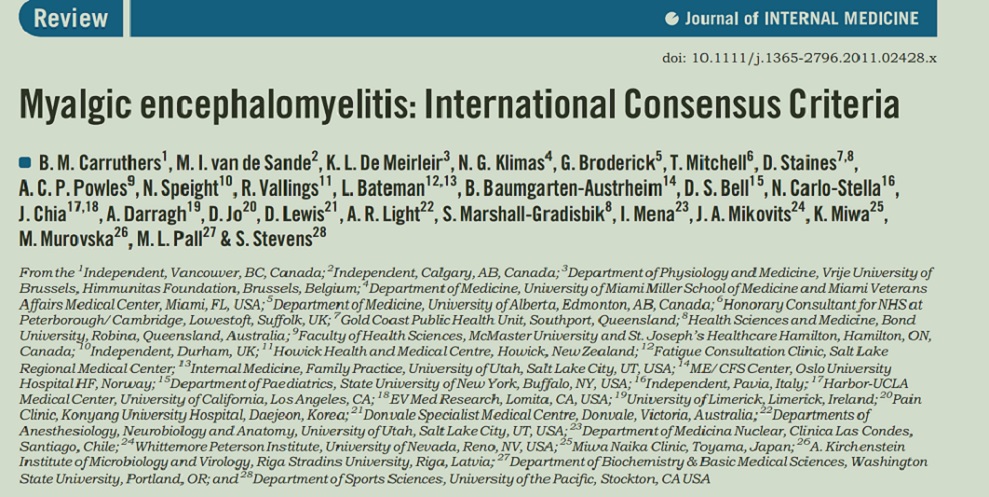 Review
Journal of INTERNAL MEDICINE
doi: 10.1111/j.1365-2796.2011.02428.x
Myalgic encephalomyelitis: International Consensus Criteria
B. M. Carruthers1, M. I. van de Sande2, K. L. De Meirleir3, N. G. Klimas4, G. Broderick5, T. Mitchell6, D. Staines7,8,
A. C. P. Powles9, N. Speight10, R. Vallings11, L. Bateman12,13, B. Baumgarten-Austrheim14, D. S. Bell15, N. Carlo-Stella16,
J. Chia17,18, A. Darragh19, D. Jo20, D. Lewis21, A. R. Light22, S. Marshall-Gradisbik8, I. Mena23, J. A. Mikovits24, K. Miwa25,
M. Murovska26, M. L. Pall27 & S. Stevens28
From the 1Independent, Vancouver, BC, Canada; 2Independent, Calgary, AB, Canada; 3Department of Physiology and Medicine, Vrije University of
Brussels, Himmunitas Foundation, Brussels, Belgium; 4Department of Medicine, University of Miami Miller School of Medicine and Miami Veterans
Affairs Medical Center, Miami, FL, USA; 5Department of Medicine, University of Alberta, Edmonton, AB, Canada; 6Honorary Consultant for NHS at
Peterborough/Cambridge, Lowestoft, Suffolk, UK; 7Gold Coast Public Health Unit, Southport, Queensland; 8Health Sciences and Medicine, Bond
University, Robina, Queensland, Australia; 9Faculty of Health Sciences, McMaster University and St. Joseph's Healthcare Hamilton, Hamilton, ON,
Canada; 10Independent, Durham, UK; 11Howick Health and Medical Centre, Howick, New Zealand; 12Fatigue Consultation Clinic, Salt Lake
Regional Medical Center; 13Internal Medicine, Family Practice, University of Utah, Salt Lake City, UT, USA; 14ME/CFS Center, Oslo University
Hospital HF, Norway; 15Department of Paediatrics, State University of New York, Buffalo, NY, USA; 16Independent, Pavia, Italy; 17Harbor-UCLA
Medical Center, University of California, Los Angeles, CA; 18EV Med Research, Lomita, CA, USA; 19University of Limerick, Limerick, Ireland; 20Pain
Clinic, Konyang University Hospital, Daejeon, Korea; 21Donvale Specialist Medical Centre, Donvale, Victoria, Australia; 22Departments of
Anesthesiology, Neurobiology and Anatomy, University of Utah, Salt Lake City, UT, USA; 23Department of Medicina Nuclear, Clinica Las Condes,
Santiago, Chile; 24Whittemore Peterson Institute, University of Nevada, Reno, NV, USA; 25Miwa Naika Clinic, Toyama, Japan; 26A. Kirchenstein
Institute of Microbiology and Virology, Riga Stradins University, Riga, Latvia; 27Department of Biochemistry & Basic Medical Sciences, Washington
State University, Portland, OR; and 28Department of Sports Sciences, University of the Pacific, Stockton, CA USA